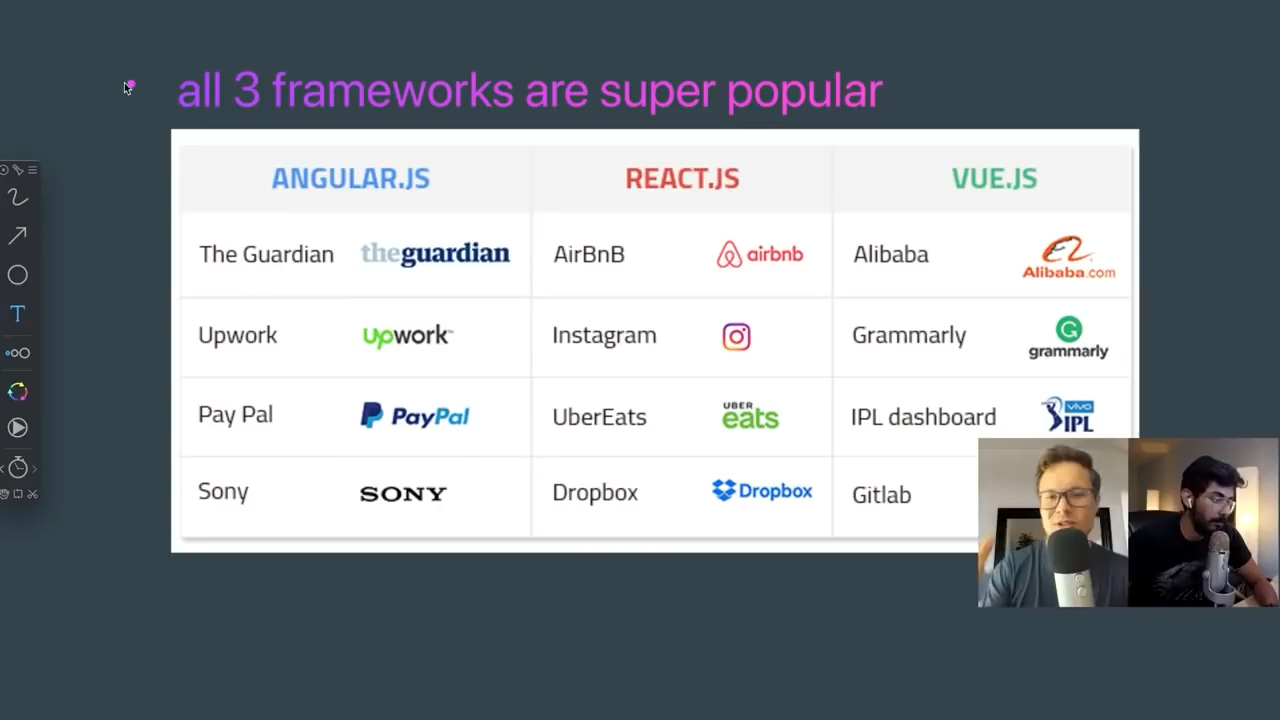 all 3 frameworks are super popular
ANGULAR.JS REACT.JS VUE.JS
The Guardian theguardian AirBnB airbnb Alibaba Alibaba.com
Upwork upwork™ Instagram Grammarly G grammarly
Pay Pal PayPal UberEats UBER eats IPL dashboard vivo IPL
Sony SONY Dropbox Dropbox Gitlab
T